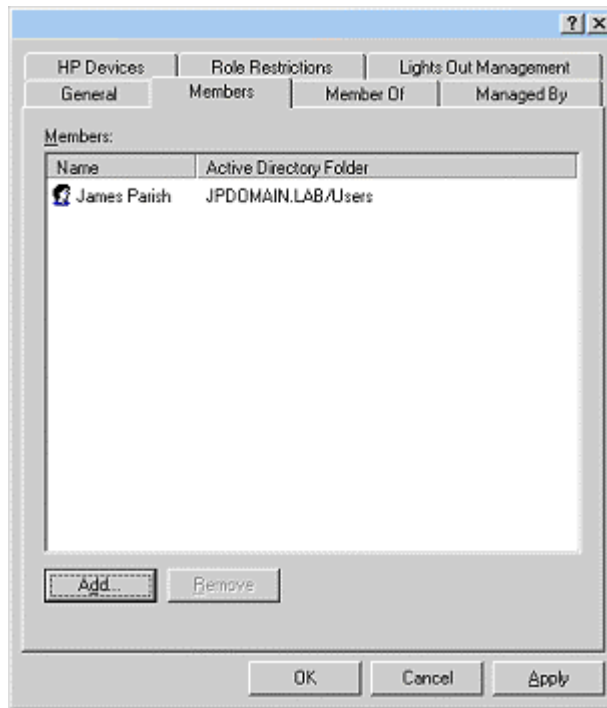 HP Devices Role Restrictions Lights Out Management
General Members Member Of Managed By
Members:
Name Active Directory Folder
James Parish JPDOMAIN.LAB/Users
Add... Remove
OK Cancel Apply